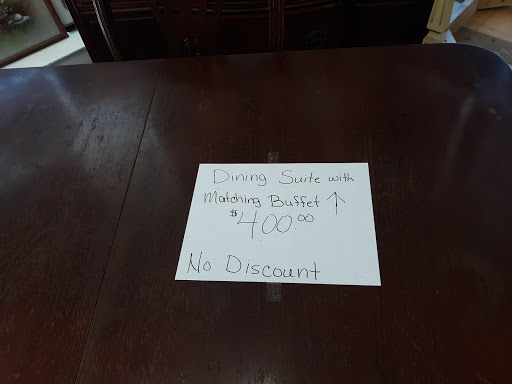 Dining Suite with
Matching Buffet ↑
$400.00
No Discount